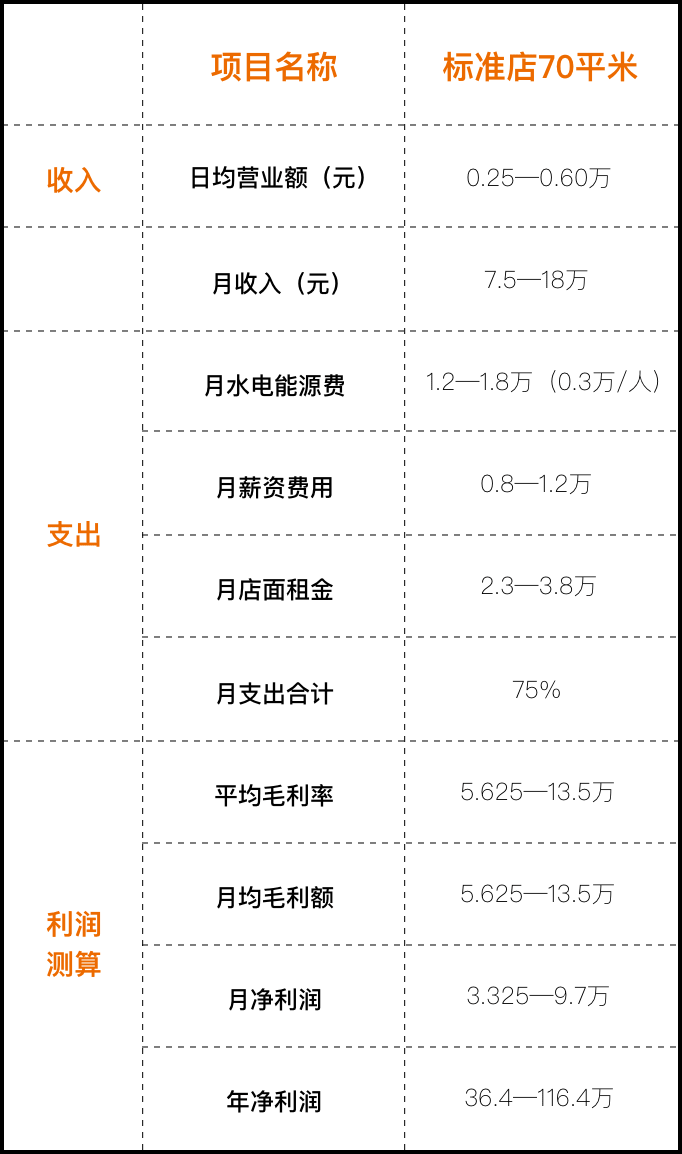 项目名称
标准店70平米
收入
日均营业额（元）
0.25—0.60万
月收入（元）
7.5—18万
支出
月水电能源费
1.2—1.8万（0.3万/人）
月薪资费用
0.8—1.2万
月店面租金
2.3—3.8万
月支出合计
75%
利润
测算
平均毛利率
5.625—13.5万
月均毛利额
5.625—13.5万
月净利润
3.325—9.7万
年净利润
36.4—116.4万